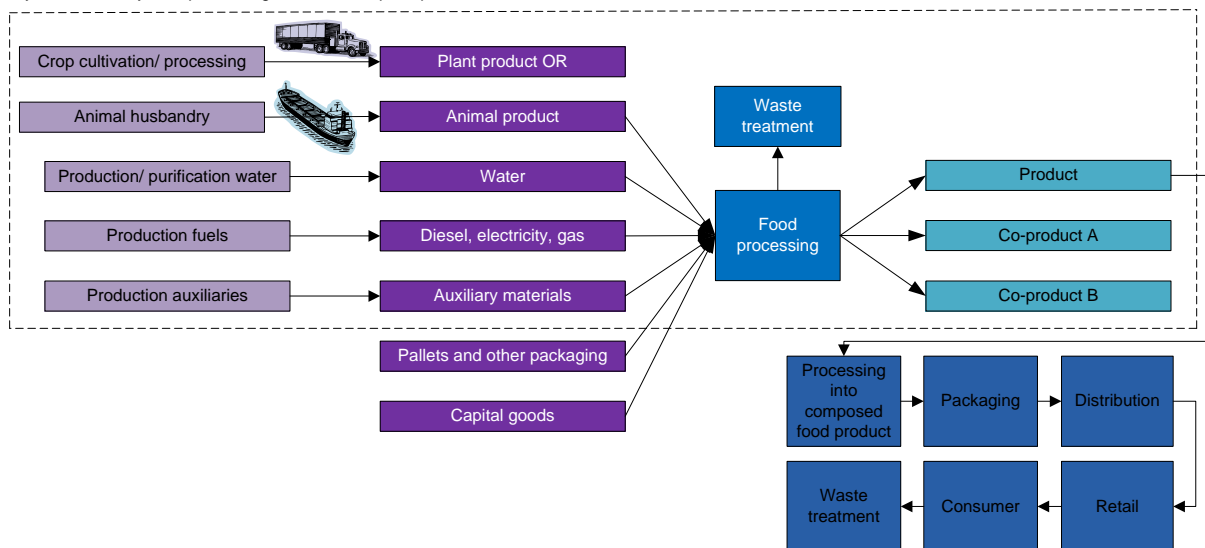 Crop cultivation/ processing
Plant product OR
Animal husbandry
Animal product
Waste
treatment
Production/ purification water
Water
Product
Production fuels
Diesel, electricity, gas
Food
processing
Co-product A
Production auxiliaries
Auxiliary materials
Co-product B
Pallets and other packaging
Capital goods
Processing
into
composed
food product
Packaging
Distribution
Waste
treatment
Consumer
Retail